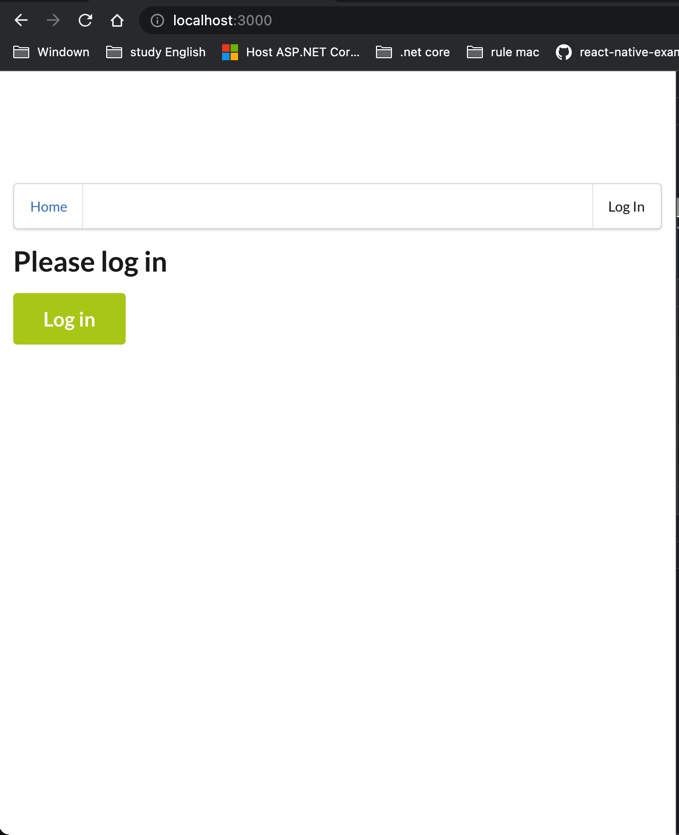 localhost:3000
Windown study English Host ASP.NET Cor... .net core rule mac react-native-exam
Home Log In
Please log in
Log in